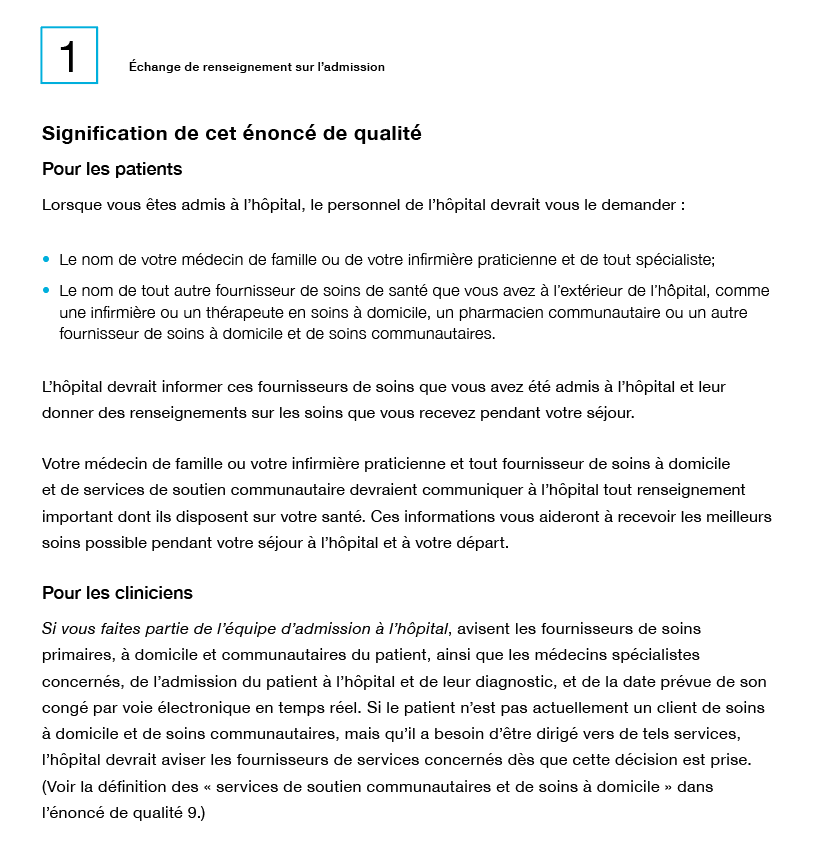 1
Échange de renseignement sur l’admission
Signification de cet énoncé de qualité
Pour les patients
Lorsque vous êtes admis à l’hôpital, le personnel de l’hôpital devrait vous le demander :
• Le nom de votre médecin de famille ou de votre infirmière praticienne et de tout spécialiste;
• Le nom de tout autre fournisseur de soins de santé que vous avez à l’extérieur de l’hôpital, comme
une infirmière ou un thérapeute en soins à domicile, un pharmacien communautaire ou un autre
fournisseur de soins à domicile et de soins communautaires.
L’hôpital devrait informer ces fournisseurs de soins que vous avez été admis à l’hôpital et leur
donner des renseignements sur les soins que vous recevez pendant votre séjour.
Votre médecin de famille ou votre infirmière praticienne et tout fournisseur de soins à domicile
et de services de soutien communautaire devraient communiquer à l’hôpital tout renseignement
important dont ils disposent sur votre santé. Ces informations vous aideront à recevoir les meilleurs
soins possible pendant votre séjour à l’hôpital et à votre départ.
Pour les cliniciens
Si vous faites partie de l’équipe d’admission à l’hôpital, avisent les fournisseurs de soins
primaires, à domicile et communautaires du patient, ainsi que les médecins spécialistes
concernés, de l’admission du patient à l’hôpital et de leur diagnostic, et de la date prévue de son
congé par voie électronique en temps réel. Si le patient n’est pas actuellement un client de soins
à domicile et de soins communautaires, mais qu’il a besoin d’être dirigé vers de tels services,
l’hôpital devrait aviser les fournisseurs de services concernés dès que cette décision est prise.
(Voir la définition des « services de soutien communautaires et de soins à domicile » dans
l’énoncé de qualité 9.)